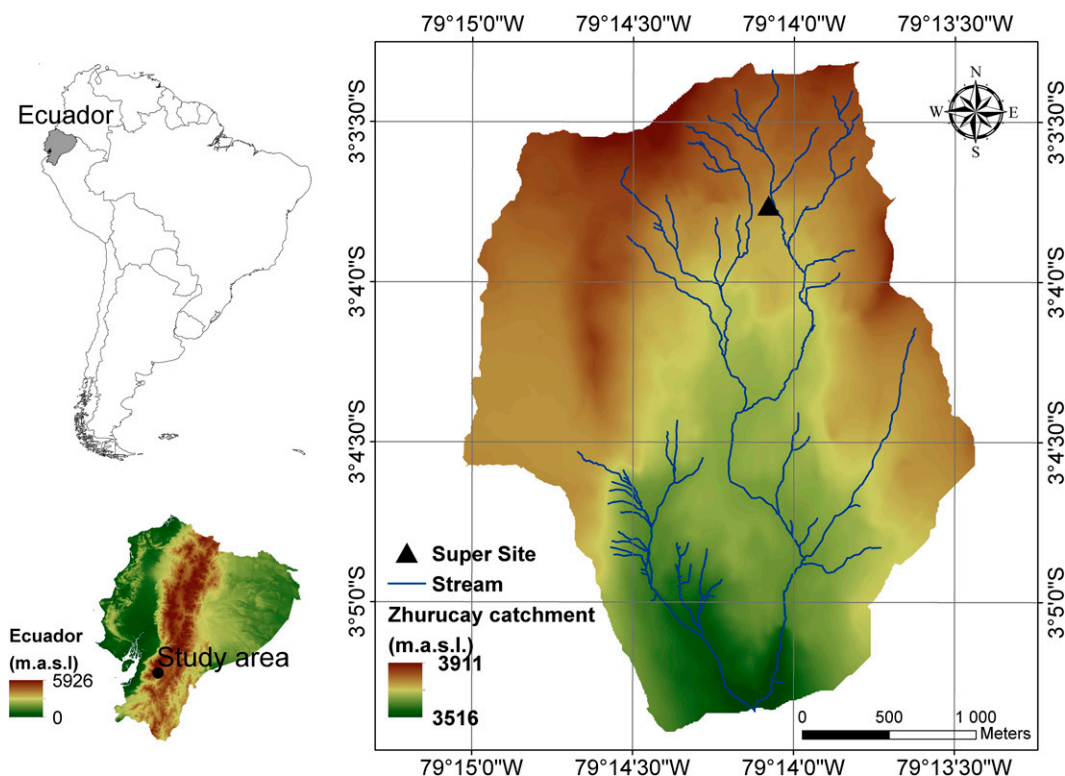 Ecuador
Ecuador
(m.a.s.l)
5926
0
Study area
79°15'0"W 79°14'30"W 79°14'0"W 79°13'30"W
3°3'30"S
3°4'0"S
3°4'30"S
3°5'0"S
N
W E
S
3°3'30"S
3°4'0"S
3°4'30"S
3°5'0"S
Super Site
Stream
Zhurucay catchment
(m.a.s.l.)
3911
3516
0 500 1 000
Meters
79°15'0"W 79°14'30"W 79°14'0"W 79°13'30"W